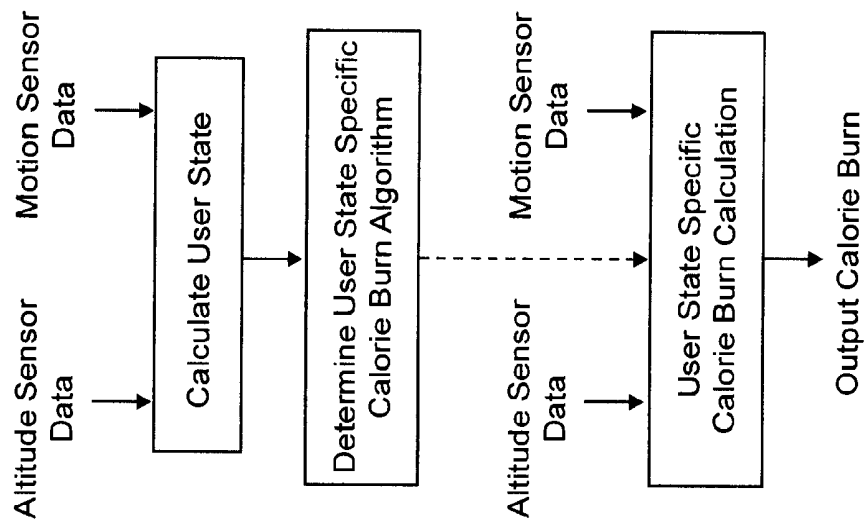 Altitude Sensor
Data
Motion Sensor
Data
Calculate User State
Determine User State Specific
Calorie Burn Algorithm
Altitude Sensor
Data
Motion Sensor
Data
User State Specific
Calorie Burn Calculation
Output Calorie Burn